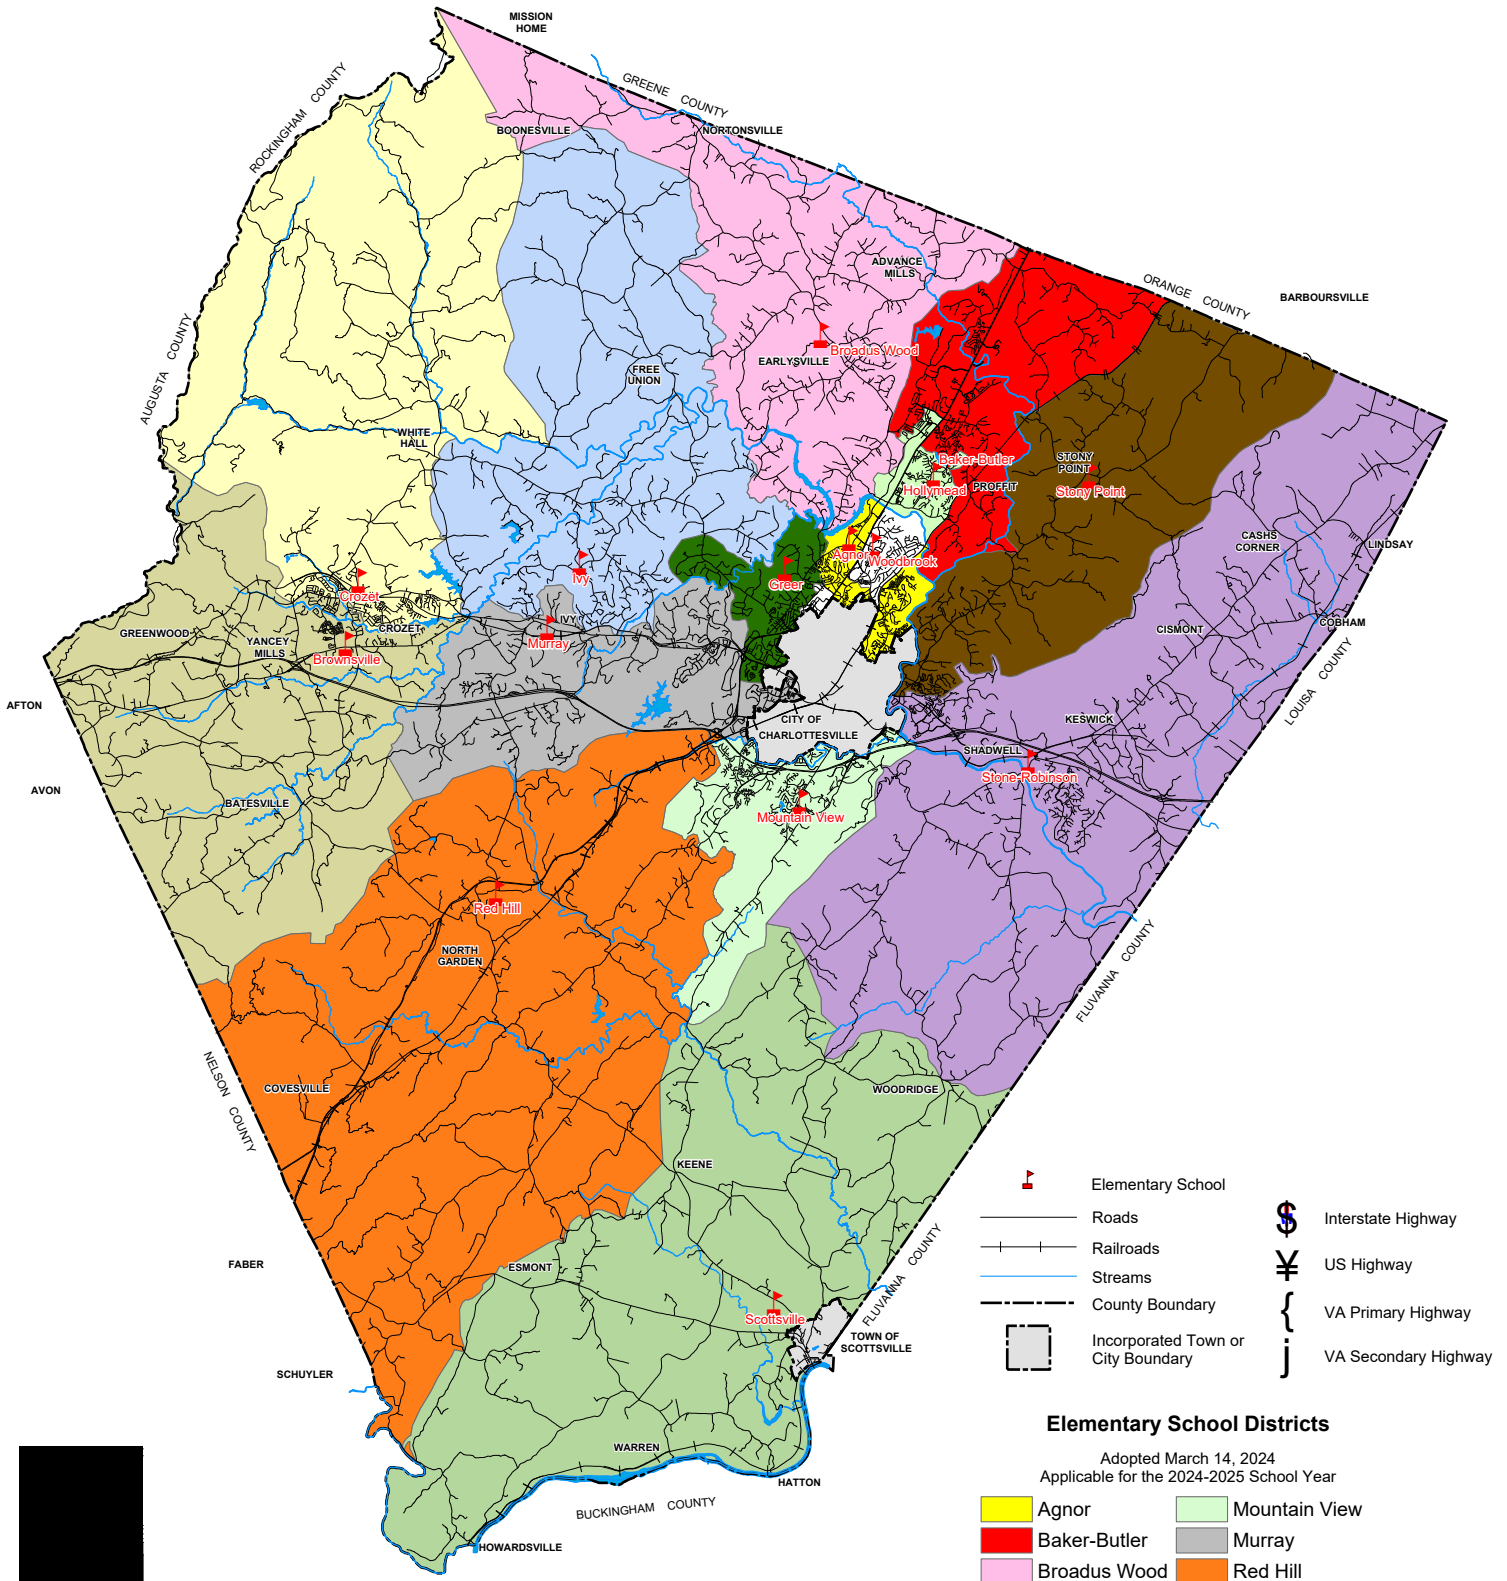 MISSION
HOME
GREENE COUNTY
ROCKINGHAM COUNTY
BOONESVILLE
NORTONSVILLE
ADVANCE
MILLS
ORANGE COUNTY
BARBOURSVILLE
AUGUSTA COUNTY
Broadus Wood
EARLYSVILLE
FREE
UNION
WHITE
HALL
Baker-Butler
STONY
POINT
Hollymead
PROFFIT
Stony Point
CASHS
CORNER
LINDSAY
Agnor
Woodbrook
Ivy
Greer
Crozet
IVY
CROZET
Murray
GREENWOOD
YANCEY
MILLS
Brownsville
COBHAM
CISMONT
LOUISA COUNTY
AFTON
CITY OF
CHARLOTTESVILLE
KESWICK
SHADWELL
Stone-Robinson
AVON
BATESVILLE
Mountain View
Red Hill
NORTH
GARDEN
FLUVANNA COUNTY
NELSON COUNTY
COVESVILLE
WOODRIDGE
KEENE
FABER
ESMONT
FLUVANNA COUNTY
Scottsville
TOWN OF
SCOTTSVILLE
SCHUYLER
WARREN
HATTON
BUCKINGHAM COUNTY
HOWARDSVILLE
Elementary School
Roads
Railroads
Streams
County Boundary
Incorporated Town or
City Boundary
$ Interstate Highway
¥ US Highway
{ VA Primary Highway
j VA Secondary Highway
Elementary School Districts
Adopted March 14, 2024
Applicable for the 2024-2025 School Year
Agnor
Mountain View
Baker-Butler
Murray
Broadus Wood
Red Hill